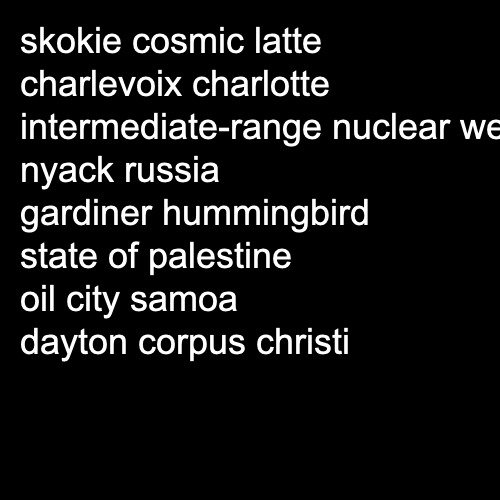 skokie cosmic latte
charlevoix charlotte
intermediate-range nuclear
nyack russia
gardiner hummingbird
state of palestine
oil city samoa
dayton corpus christi